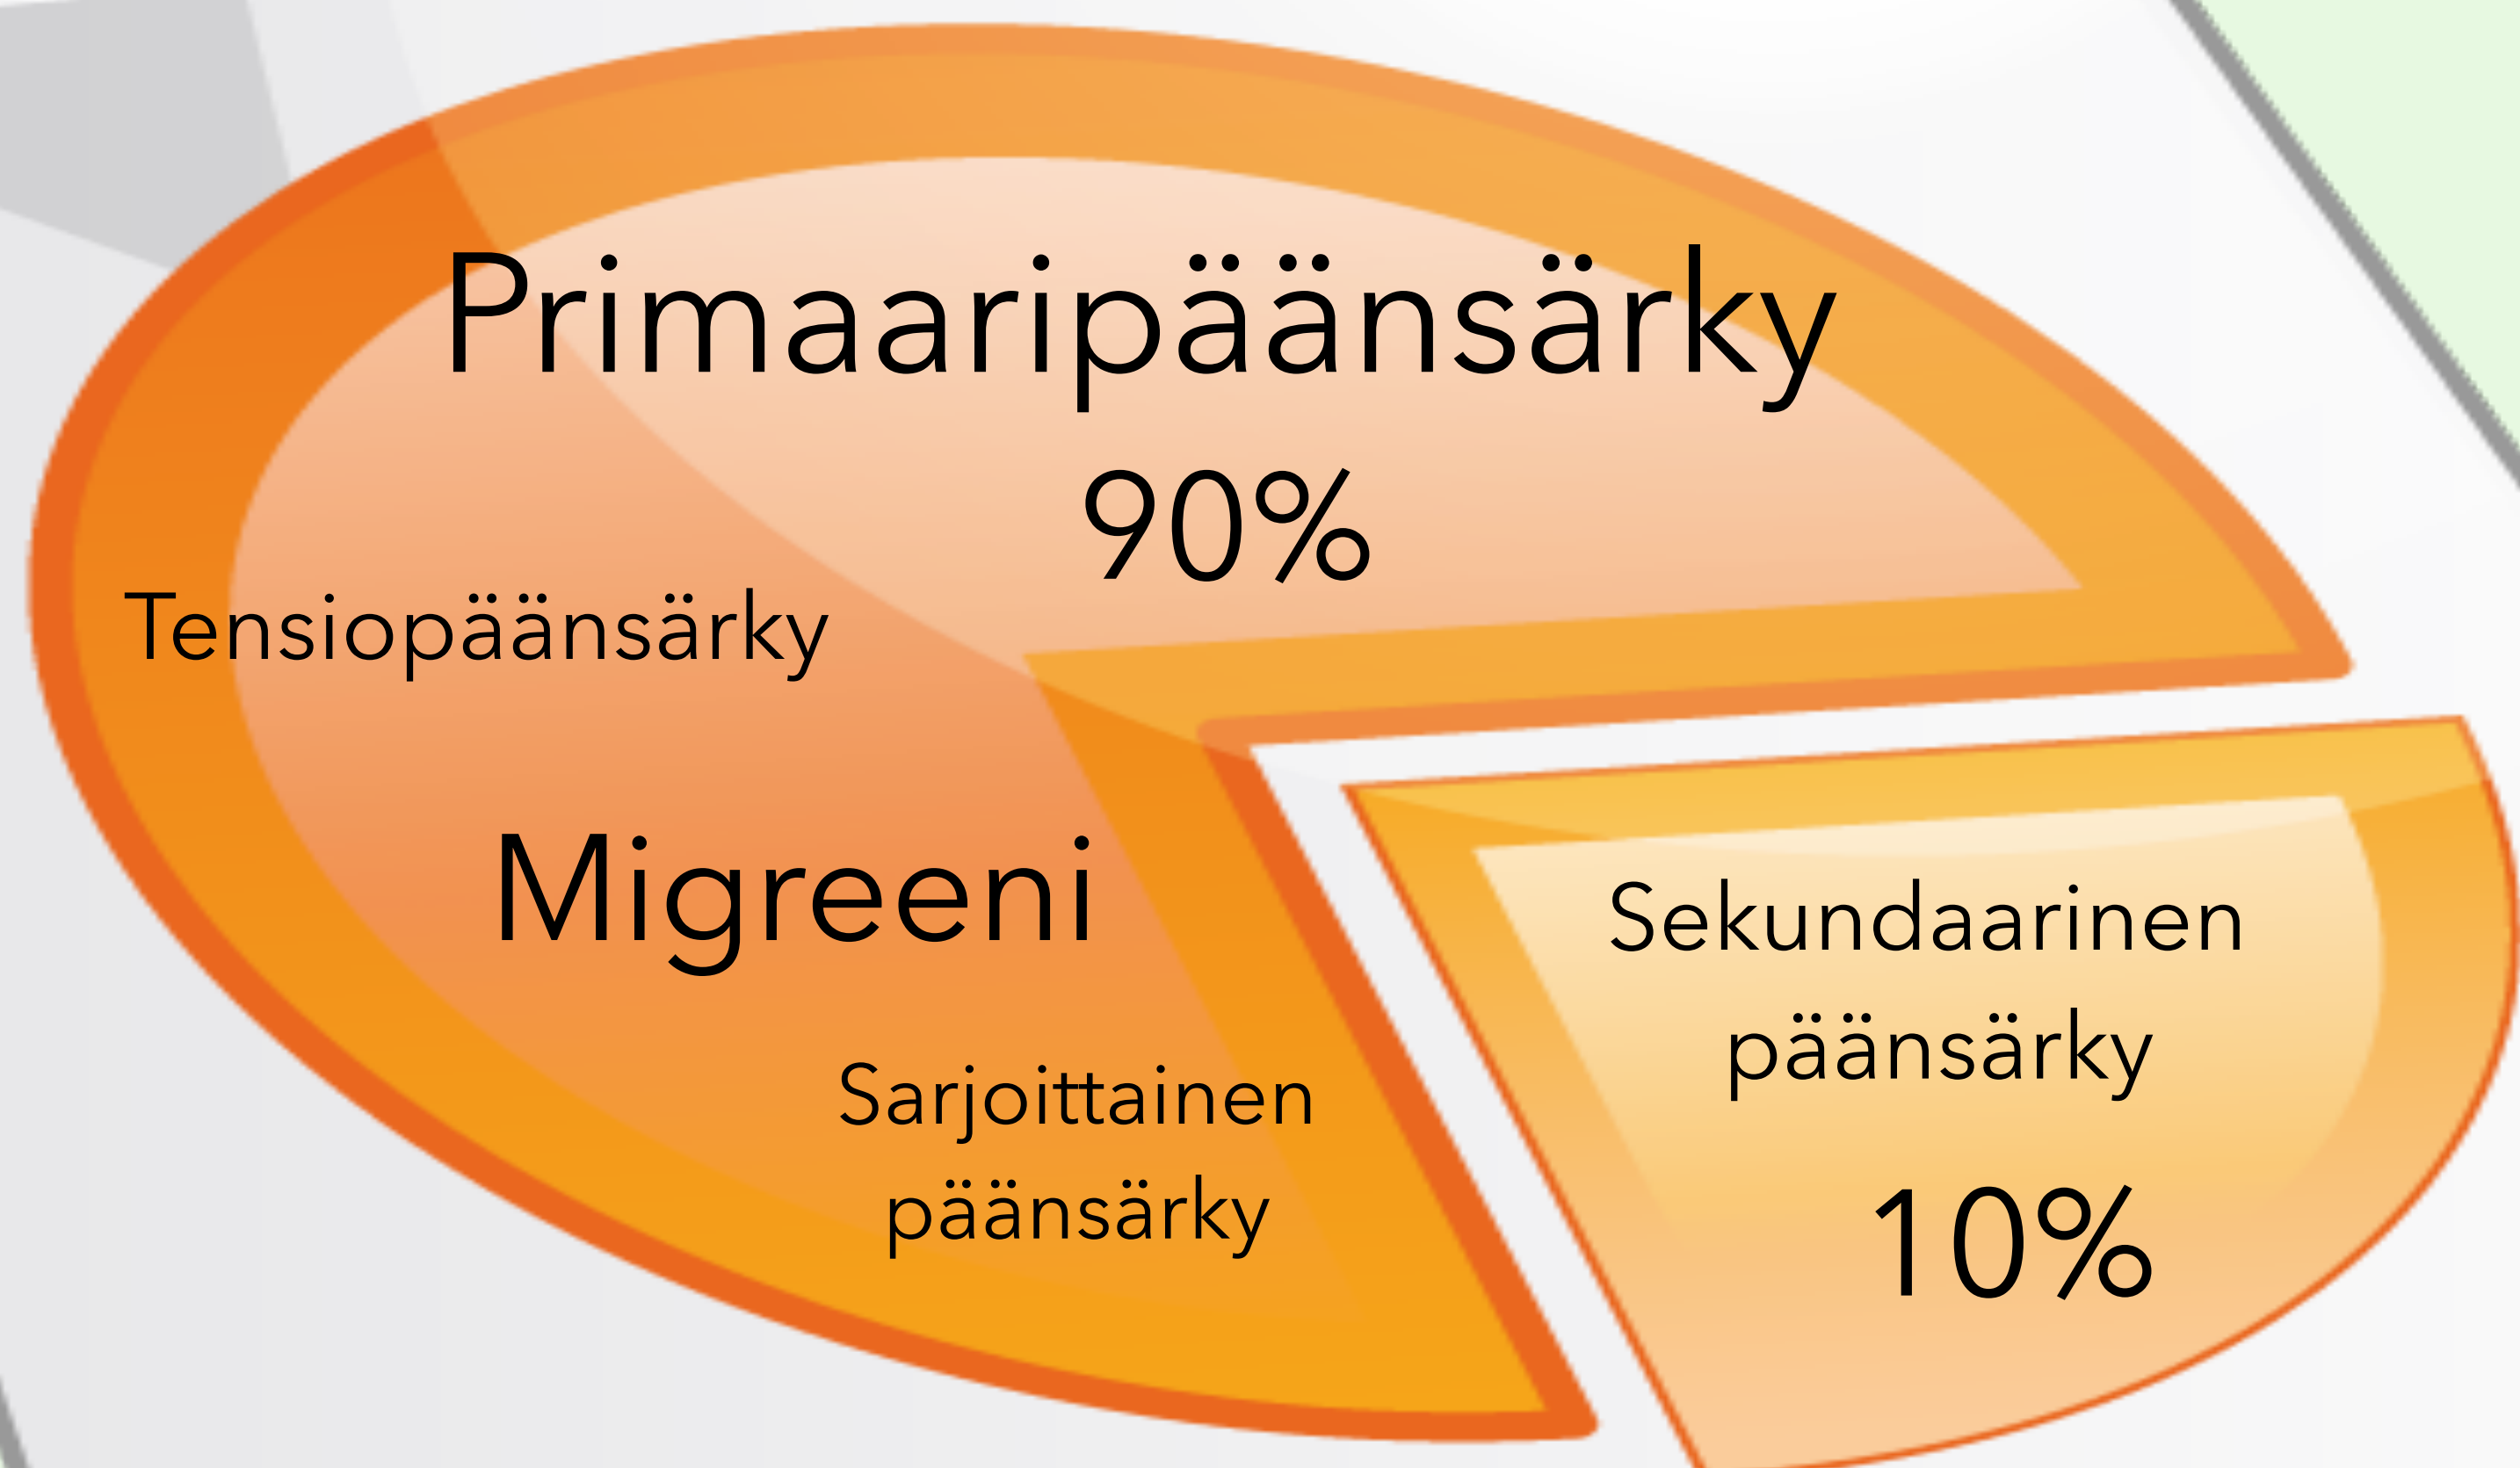 Primaaripäänsärky
90%
Tensiopäänsärky
Migreeni
Sarjoittainen
päänsärky
Sekundaarinen
päänsärky
10%